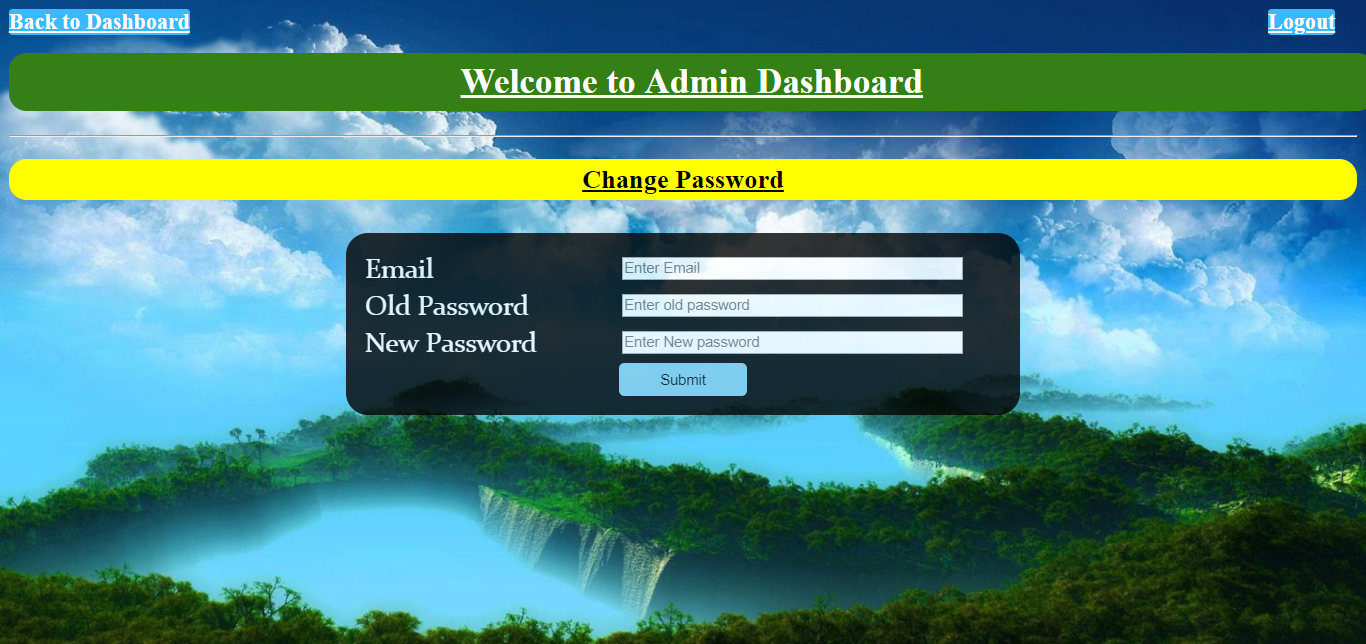 Back to Dashboard Logout
Welcome to Admin Dashboard
Change Password
Email Enter Email
Old Password Enter old password
New Password Enter New password
Submit